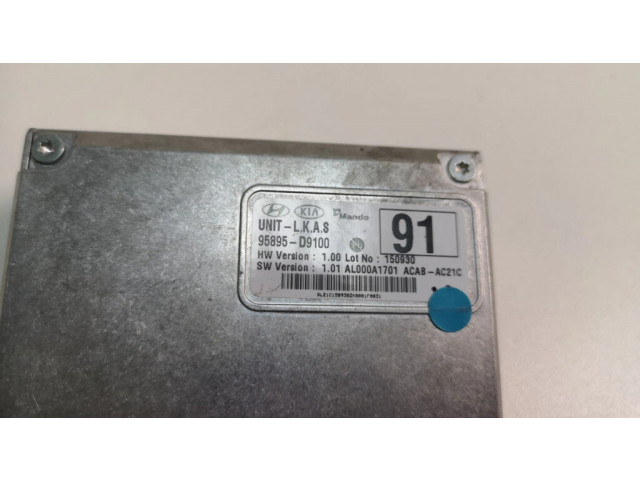 KIA Mando
UNIT-L.K.A.S
95895-D9100
91
HW Version : 1.00 Lot No : 150930
SW Version : 1.01 AL000A1701 ACAB-AC21C